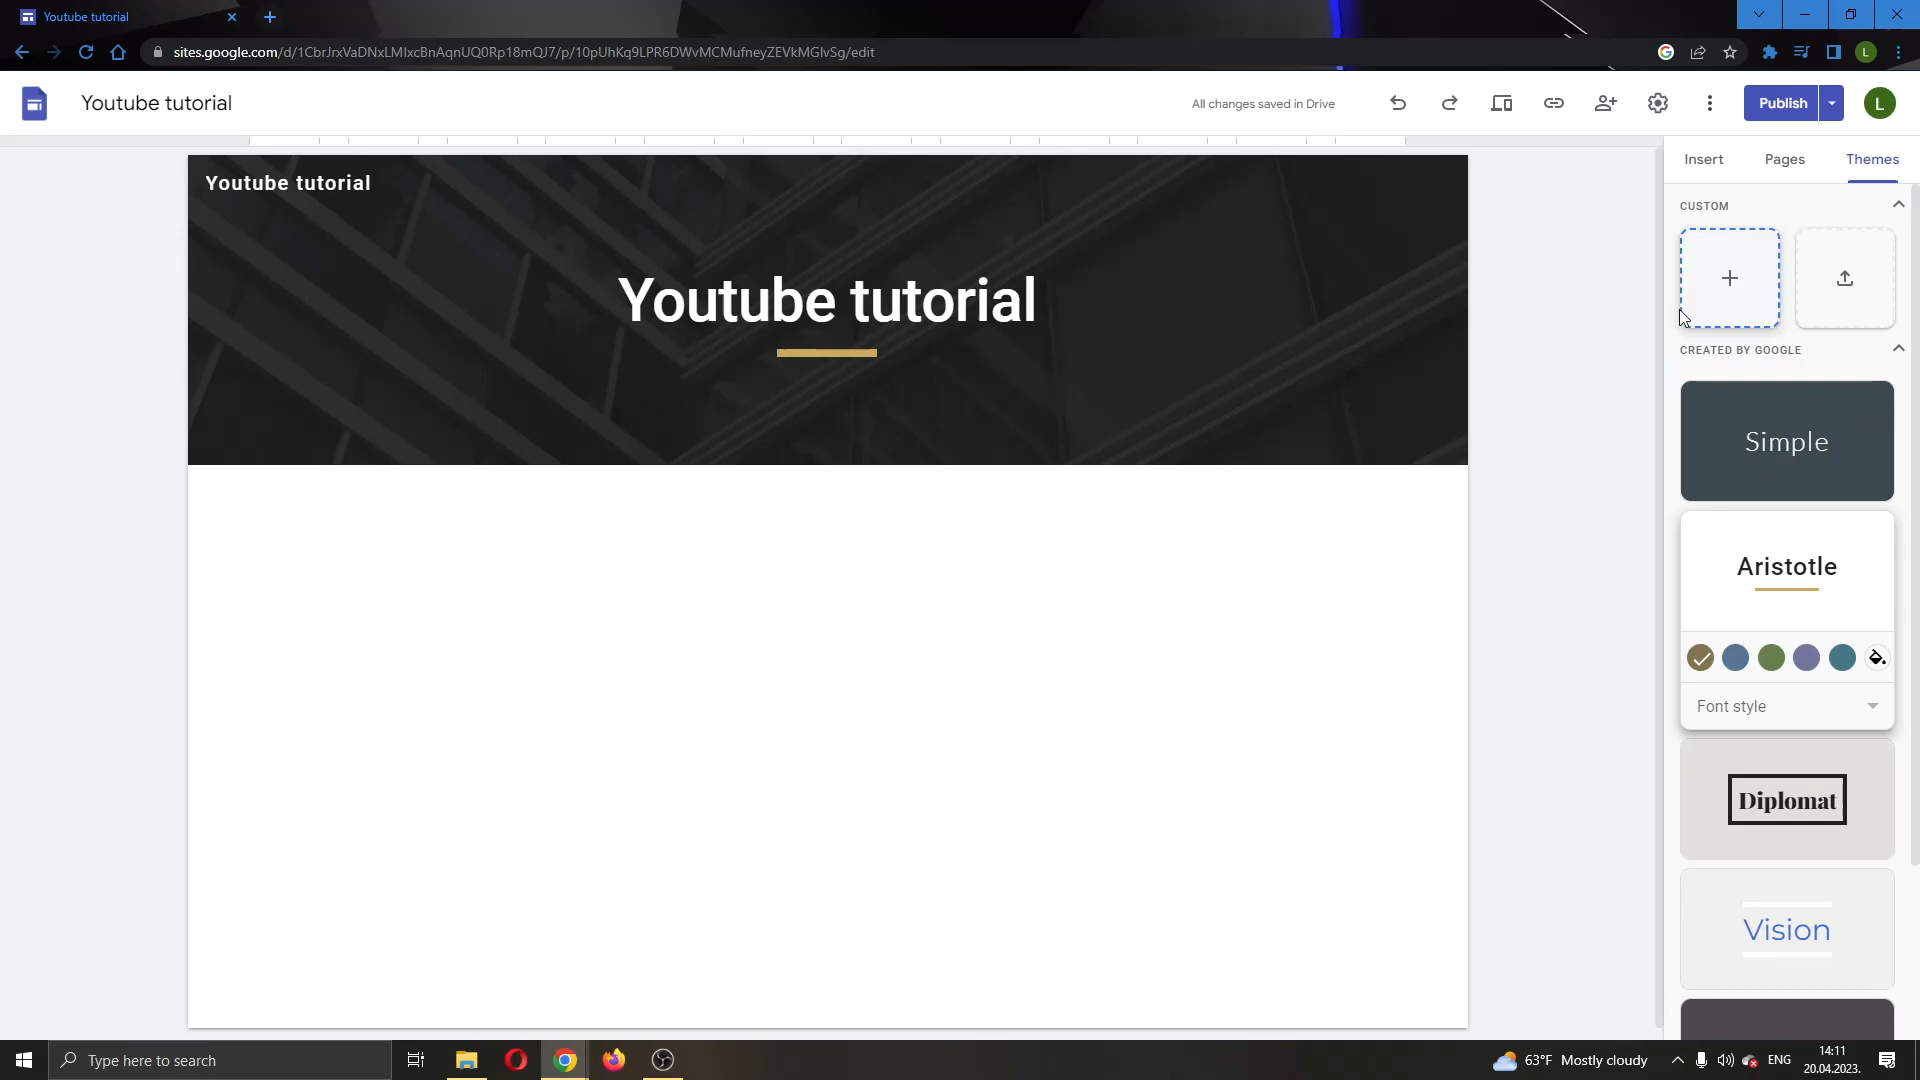 Youtube tutorial
sites.google.com/d/1CbrJrxVaDNxLMIxcBnAqnUQ0Rp18mQJ7/p/10pUhKq9LPR6DWvMCMufneyZEVkMGlvSg/edit
L
Youtube tutorial
All changes saved in Drive
Publish
L
Insert
Pages
Themes
Youtube tutorial
Youtube tutorial
CUSTOM
CREATED BY GOOGLE
Simple
Aristotle
Font style
Diplomat
Vision
Type here to search
63°F Mostly cloudy
ENG
14:11
20.04.2023.